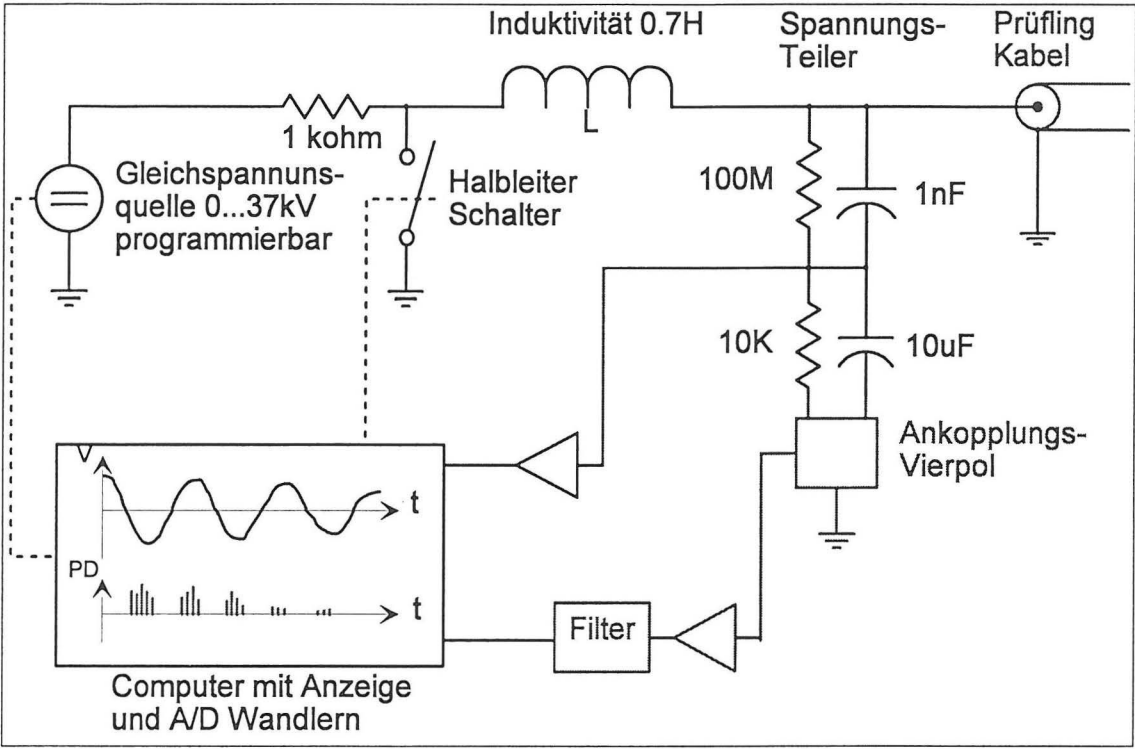 Induktivität 0.7H
Spannungs-
Teiler
Prüfling
Kabel
1 kohm
L
Gleichspannuns-
quelle 0...37kV
programmierbar
Halbleiter
Schalter
100M
1nF
10K
10uF
Ankopplungs-
Vierpol
V
t
PD
t
Filter
Computer mit Anzeige
und A/D Wandlern